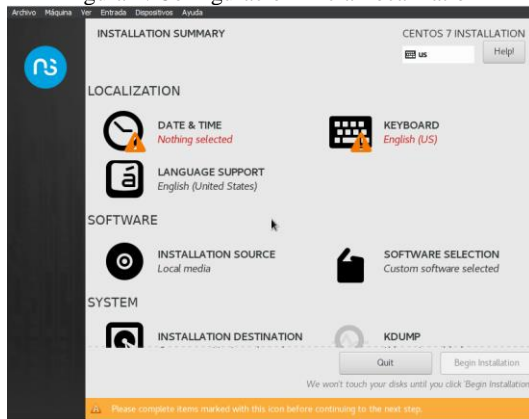 Archivo Máquina Ver Entrada Dispositivos Ayuda
INSTALLATION SUMMARY
CENTOS 7 INSTALLATION
us
Help!
ns
LOCALIZATION
DATE & TIME
Nothing selected
KEYBOARD
English (US)
LANGUAGE SUPPORT
English (United States)
SOFTWARE
INSTALLATION SOURCE
Local media
SOFTWARE SELECTION
Custom software selected
SYSTEM
INSTALLATION DESTINATION
KDUMP
Quit
Begin Installation
We won't touch your disks until you click 'Begin Installation
Please complete items marked with this icon before continuing to the next step.